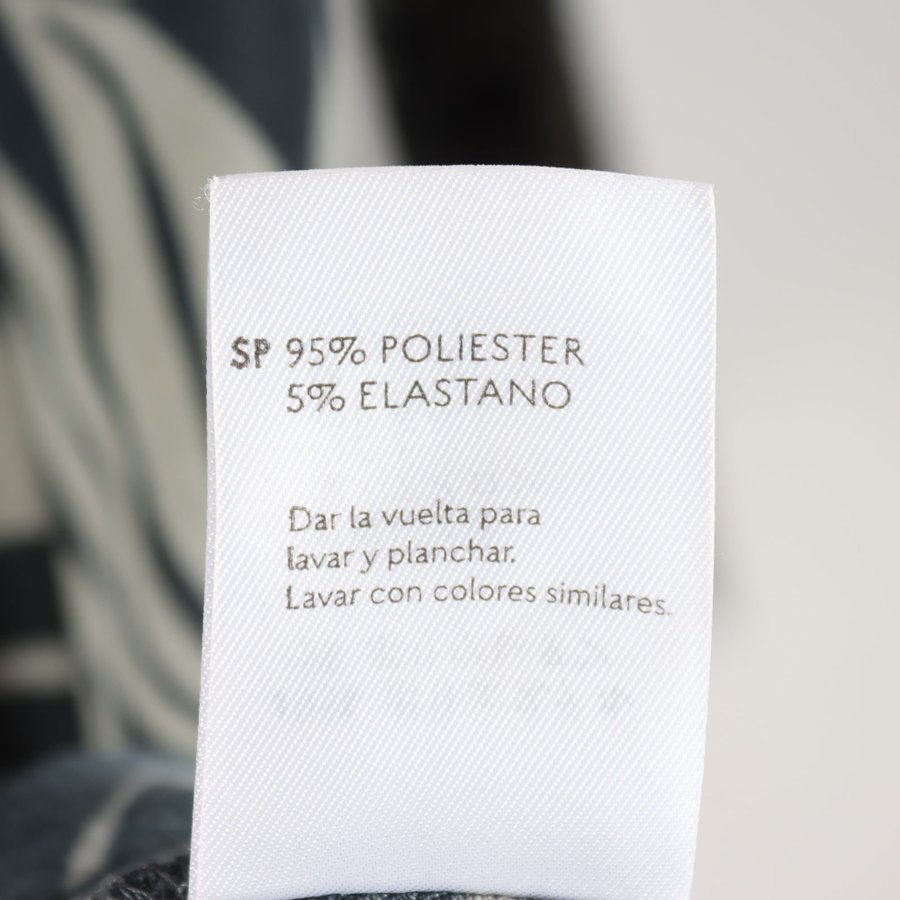 SP 95% POLIESTER
5% ELASTANO
Dar la vuelta para
lavar y planchar.
Lavar con colores similares.